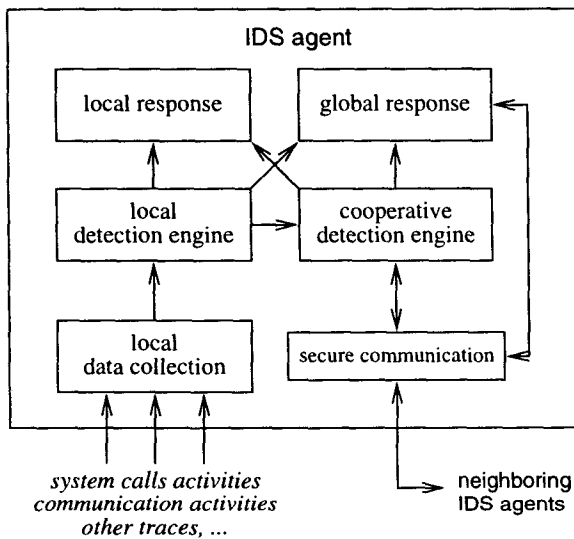 IDS agent
local response
global response
local
detection engine
cooperative
detection engine
local
data collection
secure communication
system calls activities
communication activities
other traces, ...
neighboring
IDS agents